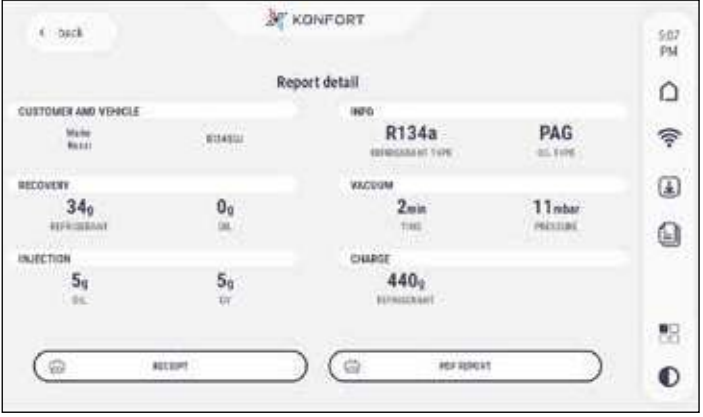 back
KONFORT
5:07
PM
Report detail
CUSTOMER AND VEHICLE
INFO
R134a
PAG
REFRIGERANT TYPE
OIL TYPE
RECOVERY
VACUUM
34g
0g
2min
11mbar
REFRIGERANT
OIL
TIME
PRESSURE
INJECTION
CHARGE
5g
5g
440g
OIL
UV
REFRIGERANT
RECEIPT
PDF REPORT